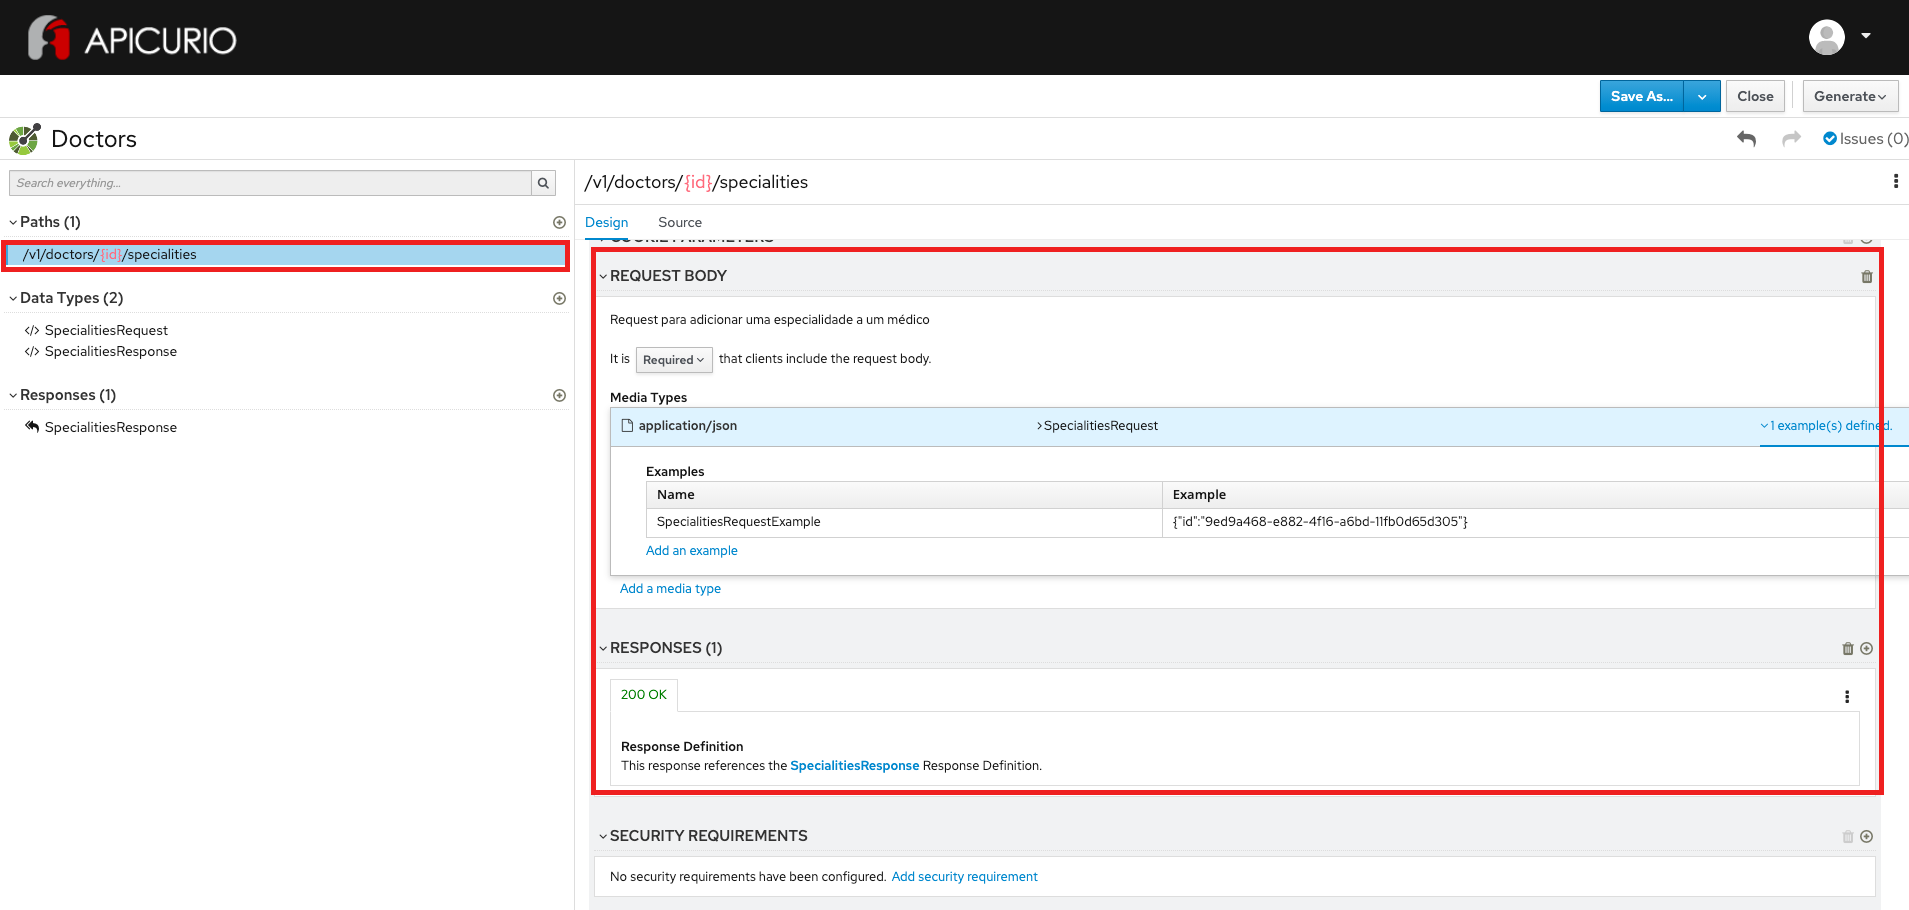 APICURIO
Save As...
Close
Generate
Doctors
Issues (0)
Search everything...
/v1/doctors/{id}/specialities
Paths (1)
Design Source
/v1/doctors/{id}/specialities
COOKIE PARAMETERS
REQUEST BODY
Data Types (2)
Request para adicionar uma especialidade a um médico
SpecialitiesRequest
SpecialitiesResponse
It is Required that clients include the request body.
Responses (1)
Media Types
SpecialitiesResponse
application/json SpecialitiesRequest 1 example(s) defined.
Examples
Name Example
SpecialitiesRequestExample {"id":"9ed9a468-e882-4f16-a6bd-11fb0d65d305"}
Add an example
Add a media type
RESPONSES (1)
200 OK
Response Definition
This response references the SpecialitiesResponse Response Definition.
SECURITY REQUIREMENTS
No security requirements have been configured. Add security requirement